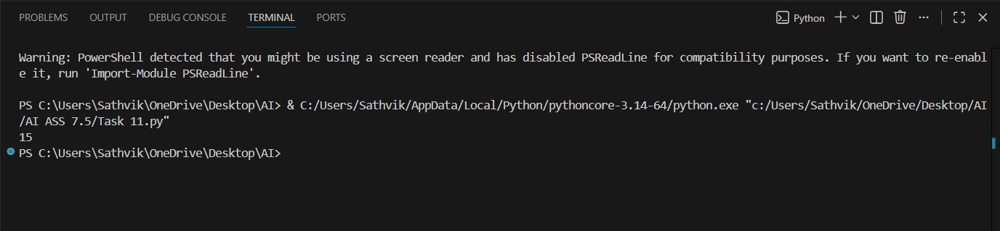 PROBLEMS OUTPUT DEBUG CONSOLE TERMINAL PORTS Python
Warning: PowerShell detected that you might be using a screen reader and has disabled PSReadLine for compatibility purposes. If you want to re-enabl
e it, run 'Import-Module PSReadLine'.
PS C:\Users\Sathvik\OneDrive\Desktop\AI> & C:/Users/Sathvik/AppData/Local/Python/pythoncore-3.14-64/python.exe "c:/Users/Sathvik/OneDrive/Desktop/AI
/AI ASS 7.5/Task 11.py"
15
PS C:\Users\Sathvik\OneDrive\Desktop\AI>